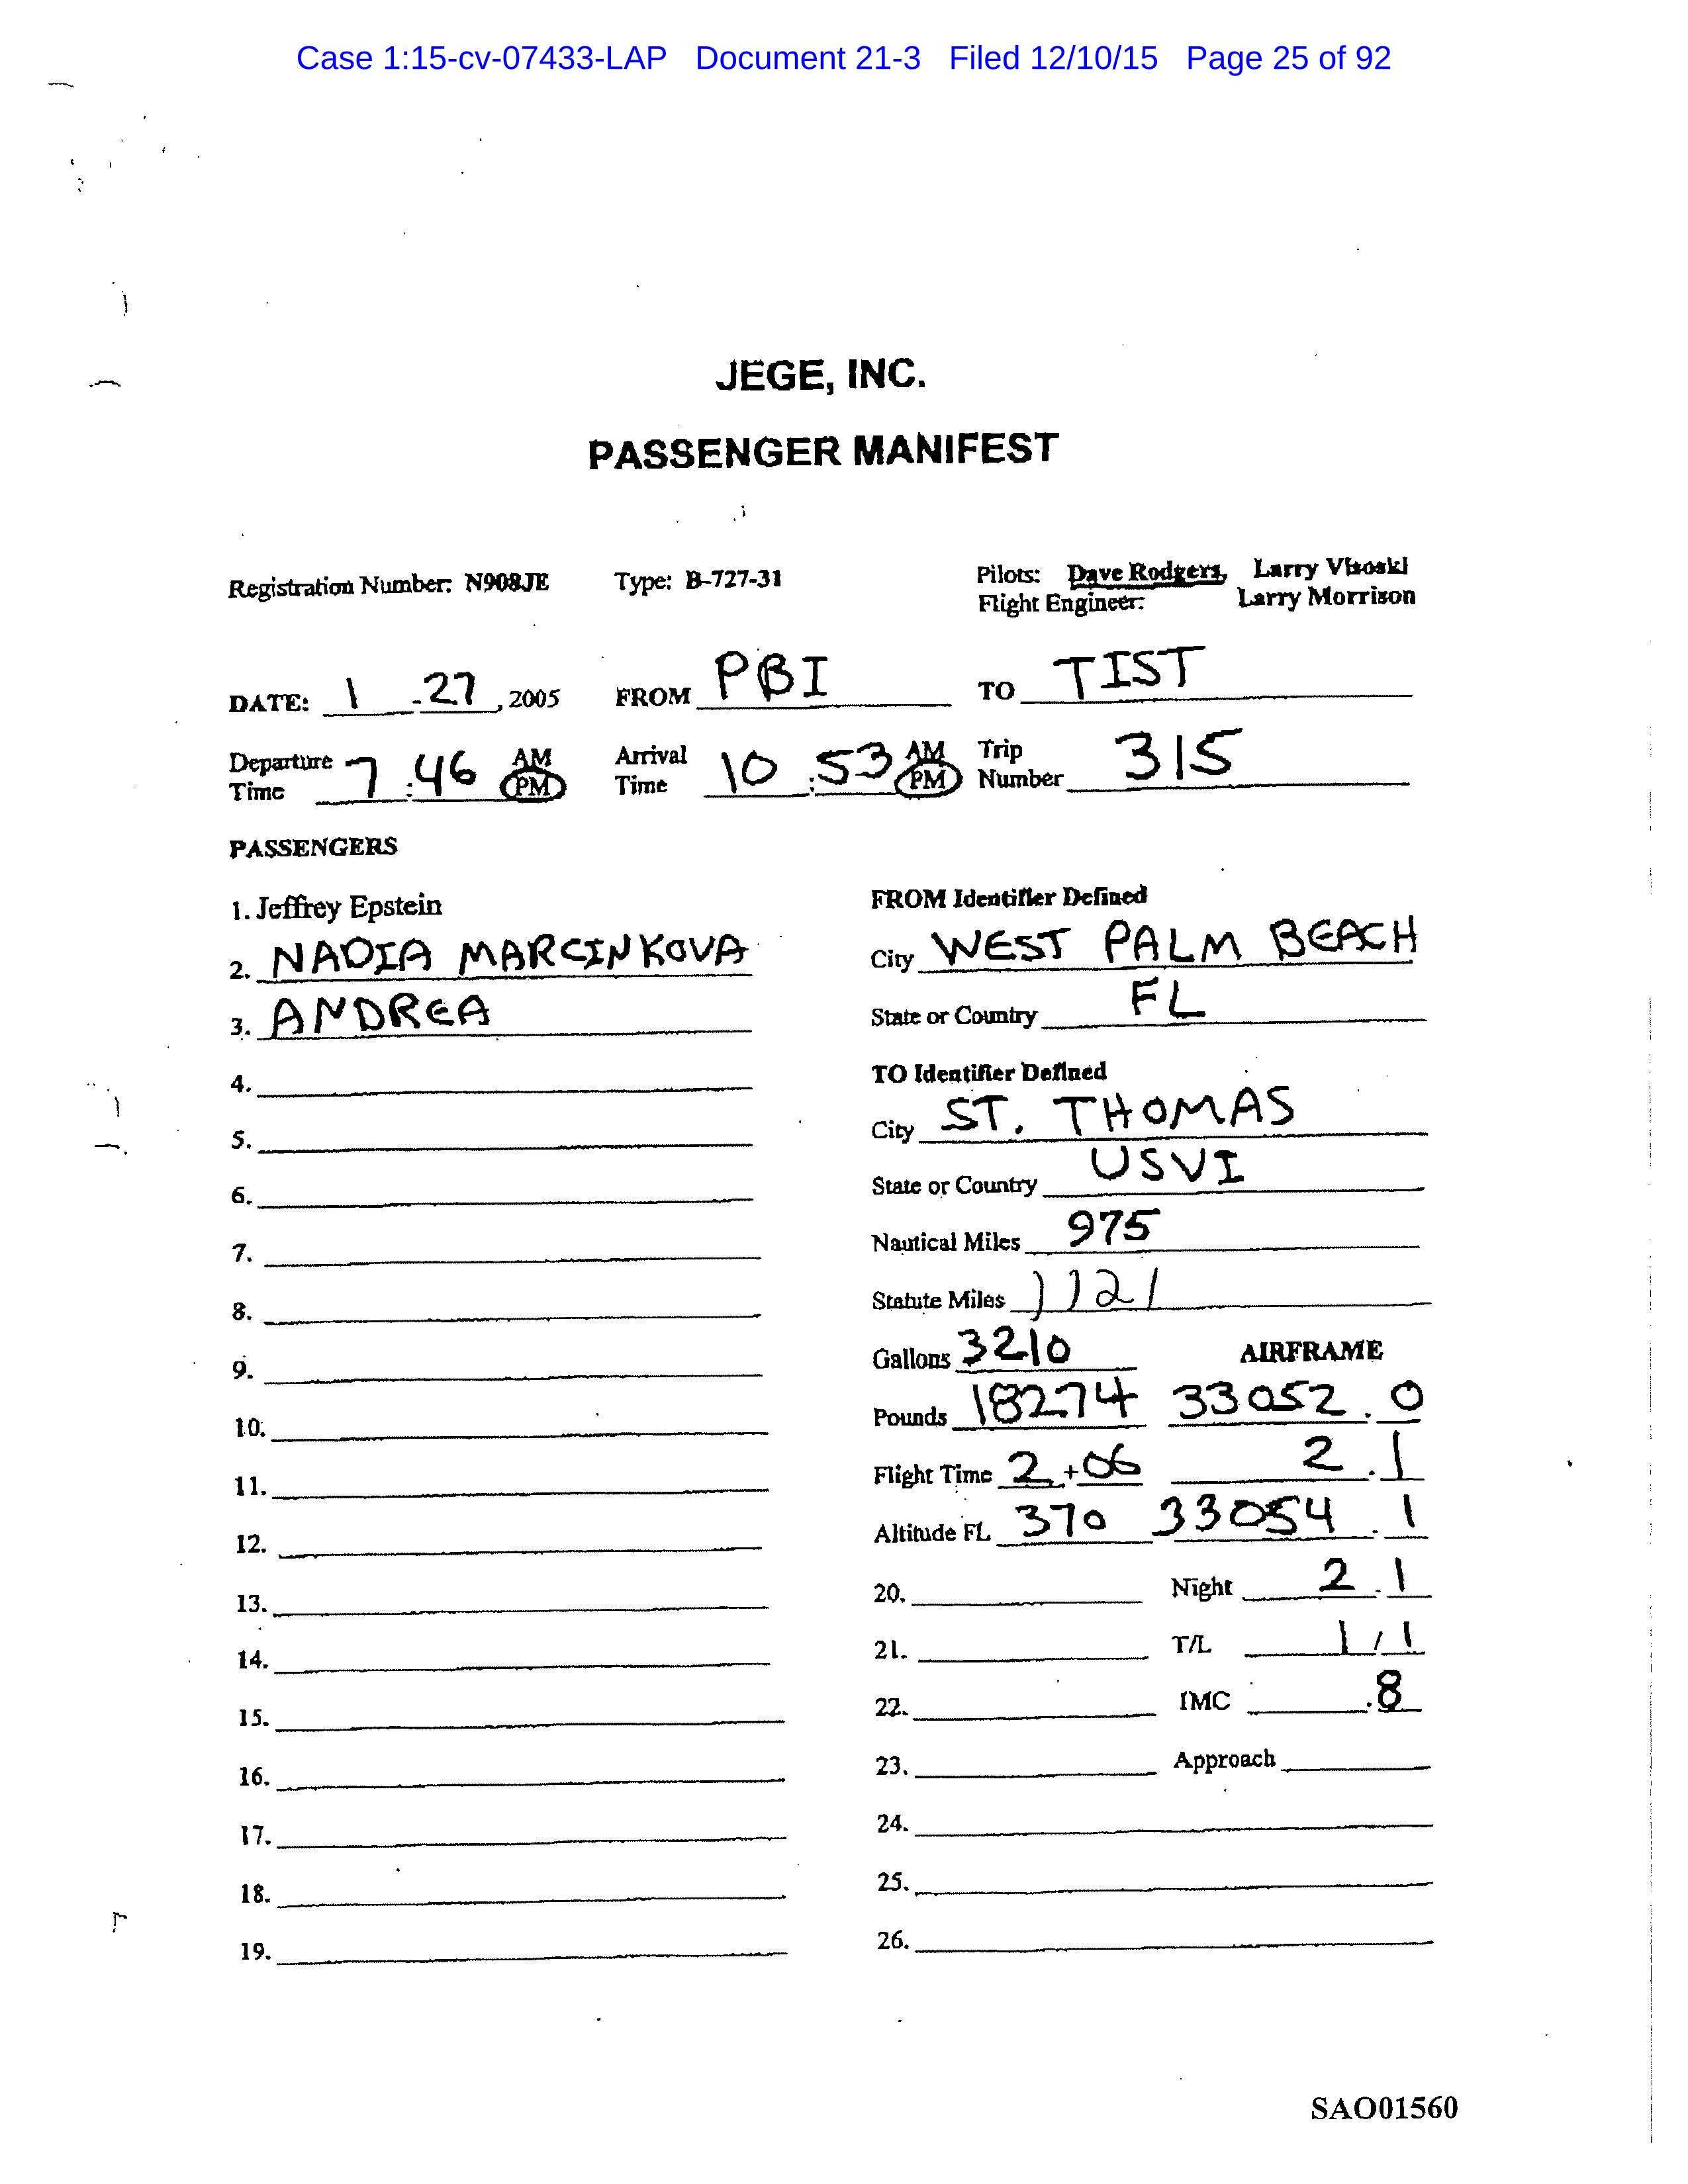 Case 1:15-cv-07433-LAP Document 21-3 Filed 12/10/15 Page 25 of 92
JEGE, INC.
PASSENGER MANIFEST
Registration Number: N908JE Type: B-727-31 Pilots: Dave Rodgers, Larry Visoski
Flight Engineer: Larry Morrison
DATE: 1 - 27, 2005 FROM PBI TO TIST
Departure Time 7:46 AM PM Arrival Time 10:53 AM PM Trip Number 315
PASSENGERS
1. Jeffrey Epstein
2. NADIA MARCINKOVA
3. ANDREA
4.
5.
6.
7.
8.
9.
10.
11.
12.
13.
14.
15.
16.
17.
18.
19.
FROM Identifier Defined
City WEST PALM BEACH
State or Country FL
TO Identifier Defined
City ST. THOMAS
State or Country USVI
Nautical Miles 975
Statute Miles 1121
Gallons 3210 AIRFRAME
Pounds 18274 33052.0
Flight Time 2+06 2.1
Altitude FL 370 33054.1
20. Night 2.1
21. T/L 1/1
22. IMC .8
23. Approach
24.
25.
26.
SAO01560